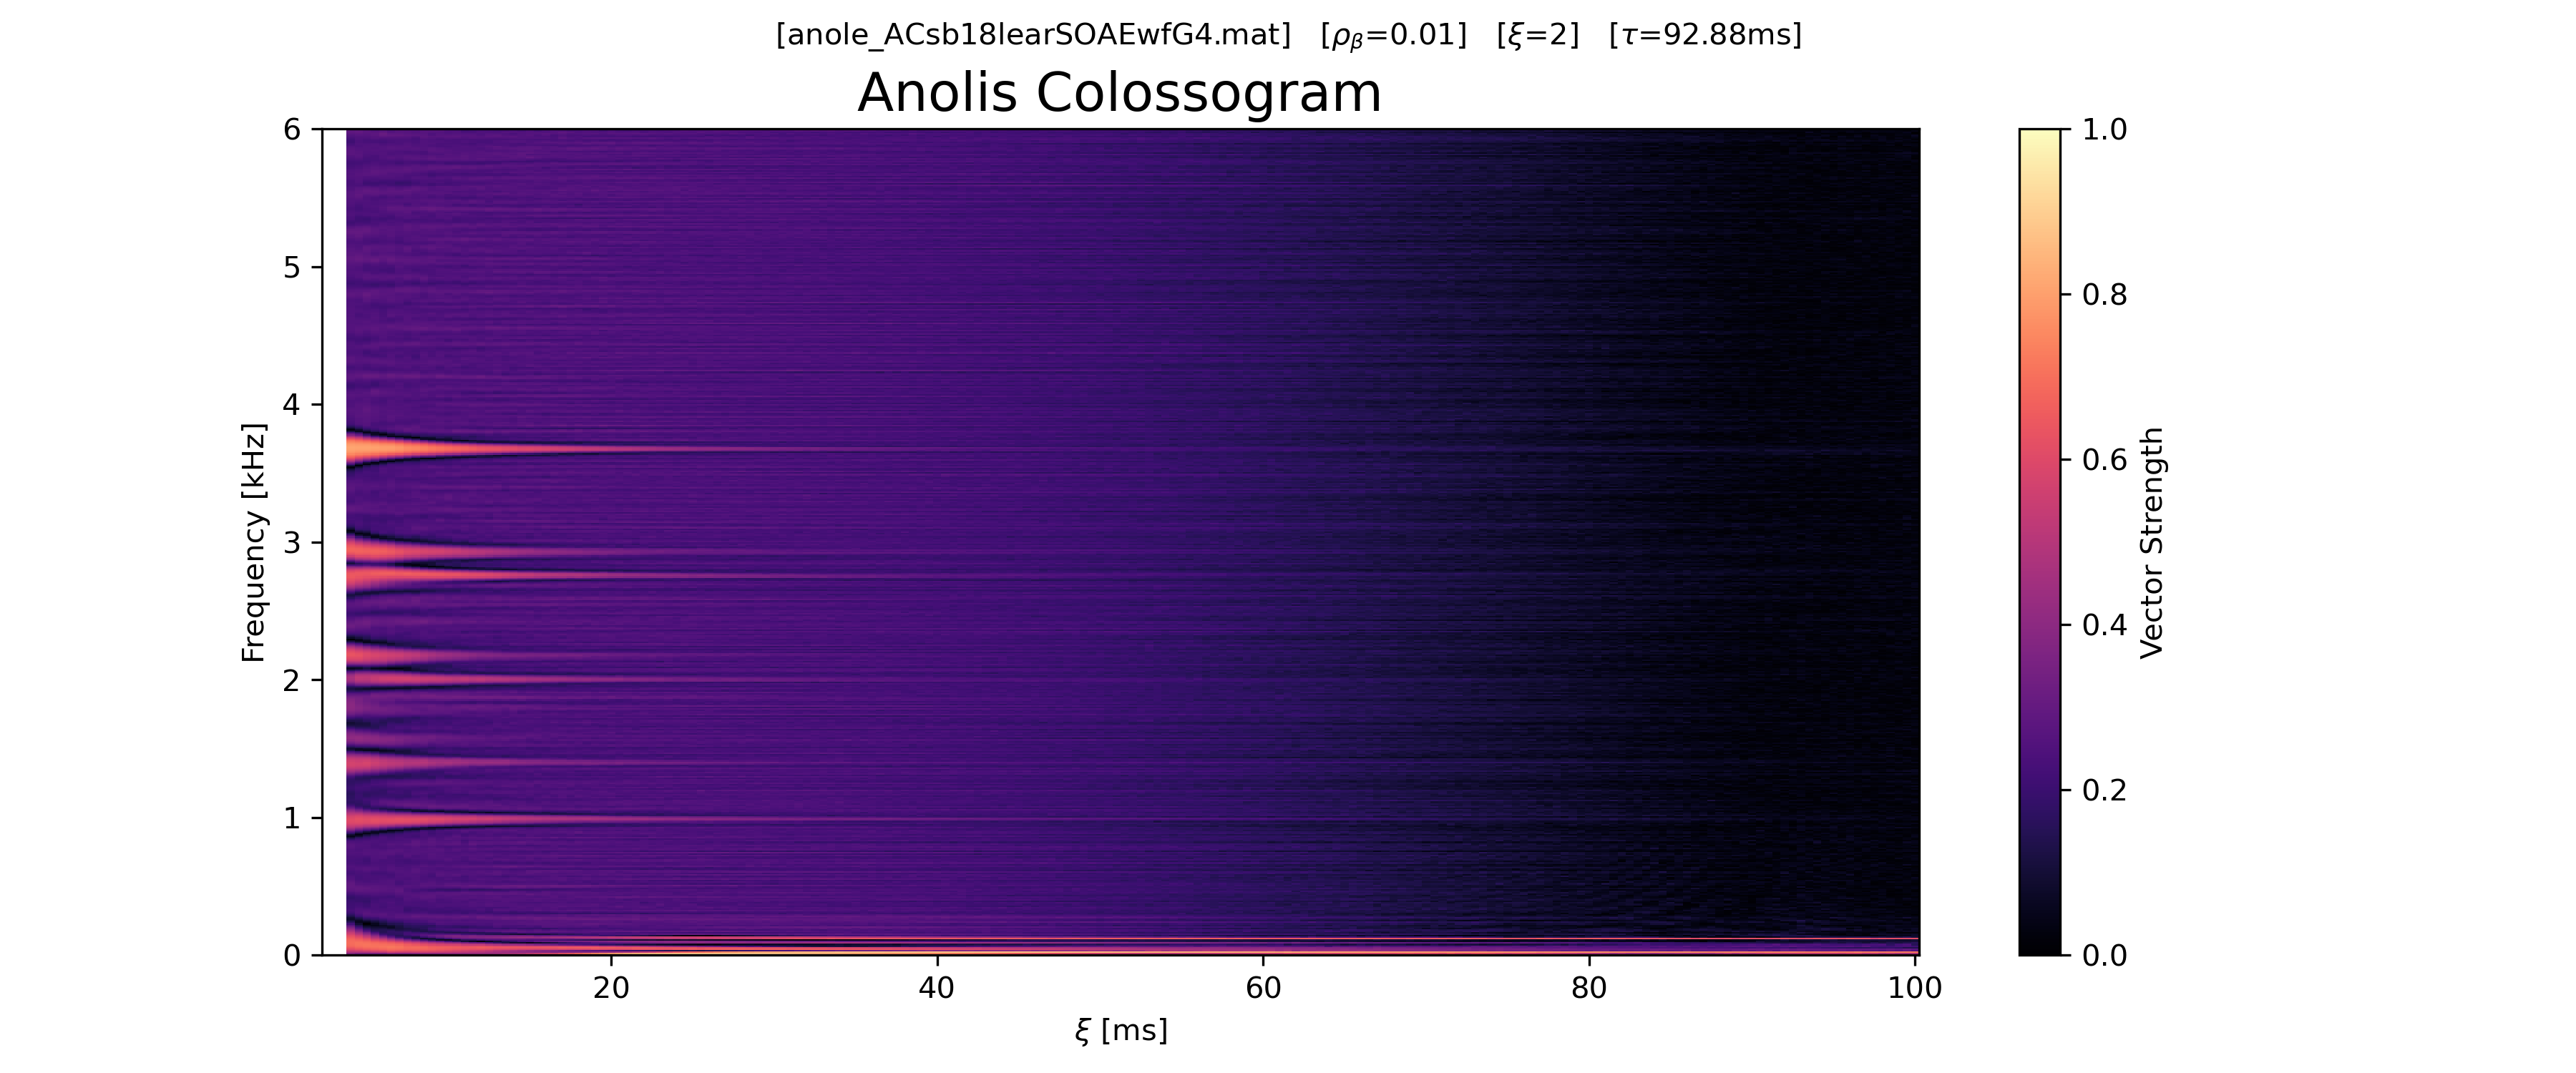 [anole_ACsb18learSOAEwfG4.mat] [ρβ=0.01] [ξ=2] [τ=92.88ms]
Anolis Colossogram
6
5
4
3
2
1
0
Frequency [kHz]
20 40 60 80 100
ξ [ms]
1.0
0.8
0.6
0.4
0.2
0.0
Vector Strength